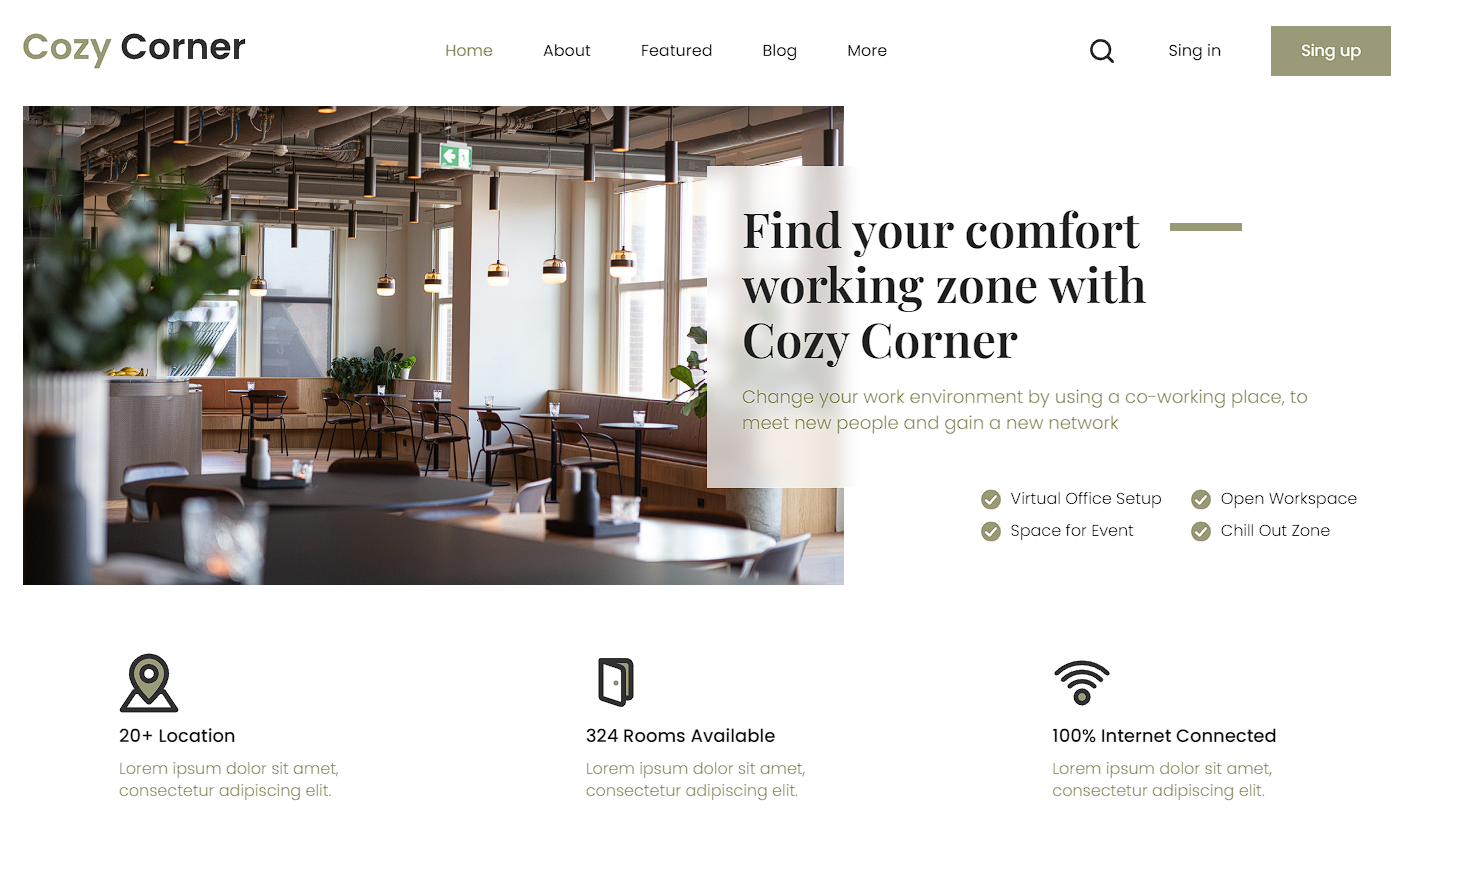 Cozy Corner
Home About Featured Blog More
Sing in Sing up
Find your comfort
working zone with
Cozy Corner
Change your work environment by using a co-working place, to
meet new people and gain a new network
Virtual Office Setup Open Workspace
Space for Event Chill Out Zone
20+ Location
Lorem ipsum dolor sit amet,
consectetur adipiscing elit.
324 Rooms Available
Lorem ipsum dolor sit amet,
consectetur adipiscing elit.
100% Internet Connected
Lorem ipsum dolor sit amet,
consectetur adipiscing elit.